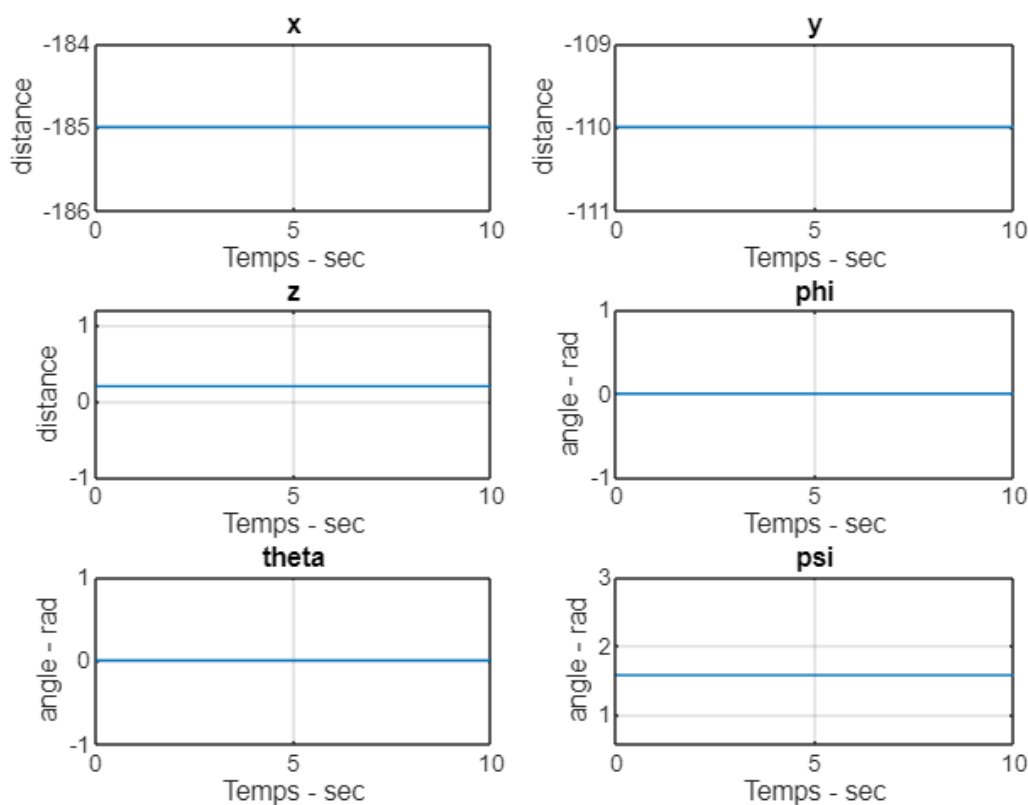 x
-184
-185
-186
distance
0 5 10
Temps - sec
y
-109
-110
-111
distance
0 5 10
Temps - sec
z
1
0
-1
distance
0 5 10
Temps - sec
phi
1
0
-1
angle - rad
0 5 10
Temps - sec
theta
1
0
-1
angle - rad
0 5 10
Temps - sec
psi
3
2
1
angle - rad
0 5 10
Temps - sec